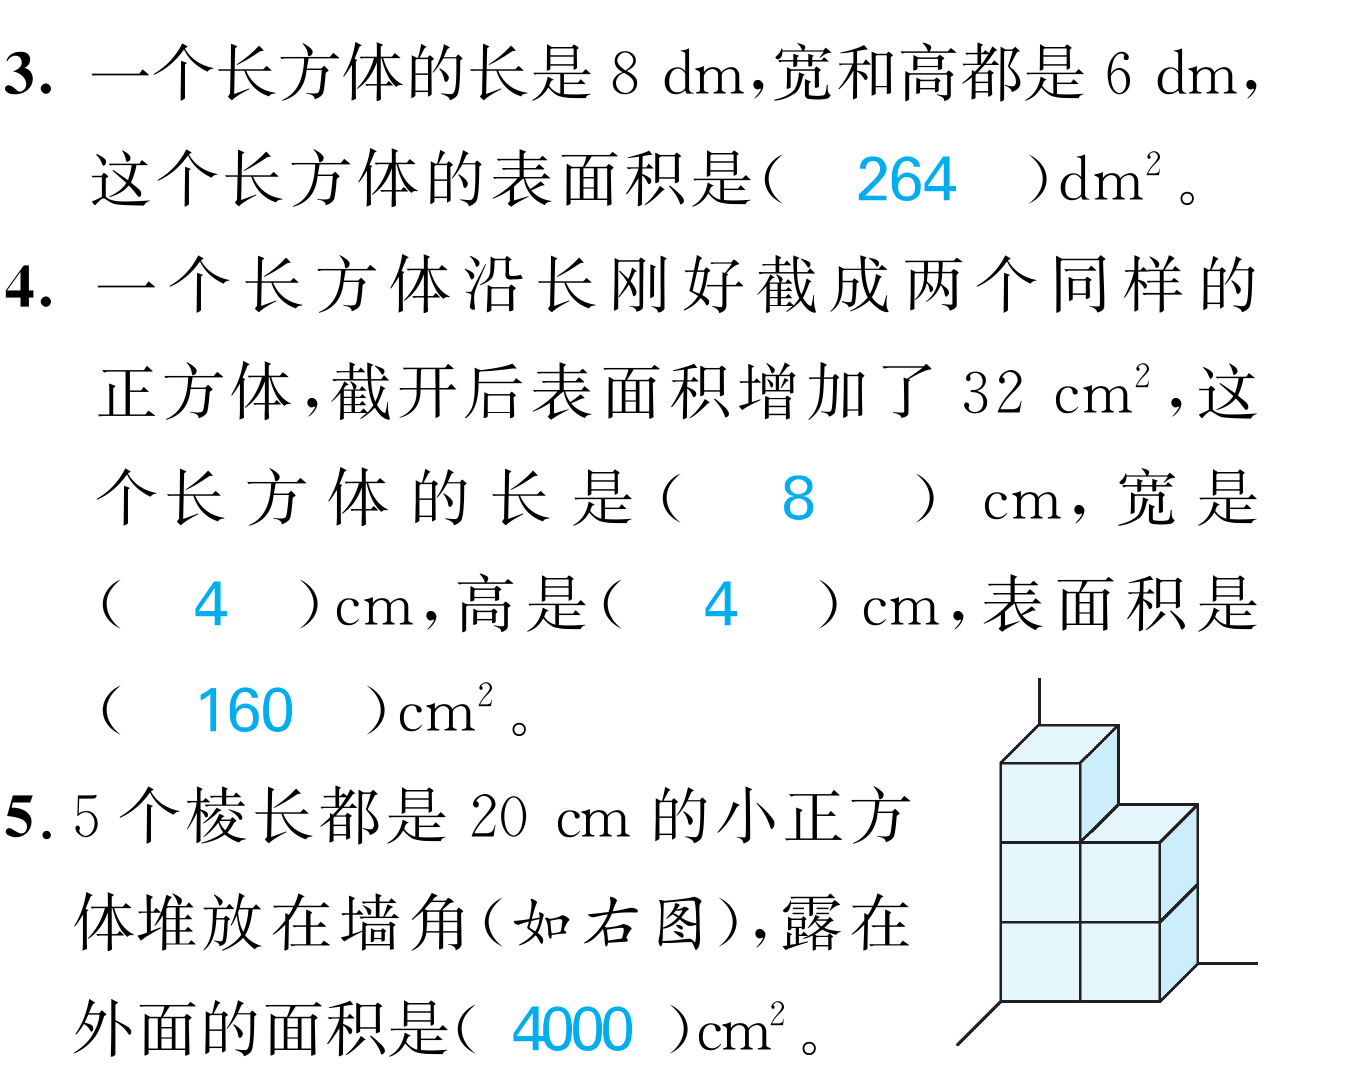 3. 一个长方体的长是 8 dm,宽和高都是 6 dm,
这个长方体的表面积是( 264 )dm²。
4. 一个长方体沿长刚好截成两个同样的
正方体,截开后表面积增加了 32 cm²,这
个长方体的长是( 8 ) cm,宽是
( 4 )cm,高是( 4 )cm,表面积是
( 160 )cm²。
5. 5 个棱长都是 20 cm 的小正方
体堆放在墙角(如右图),露在
外面的面积是( 4000 )cm²。